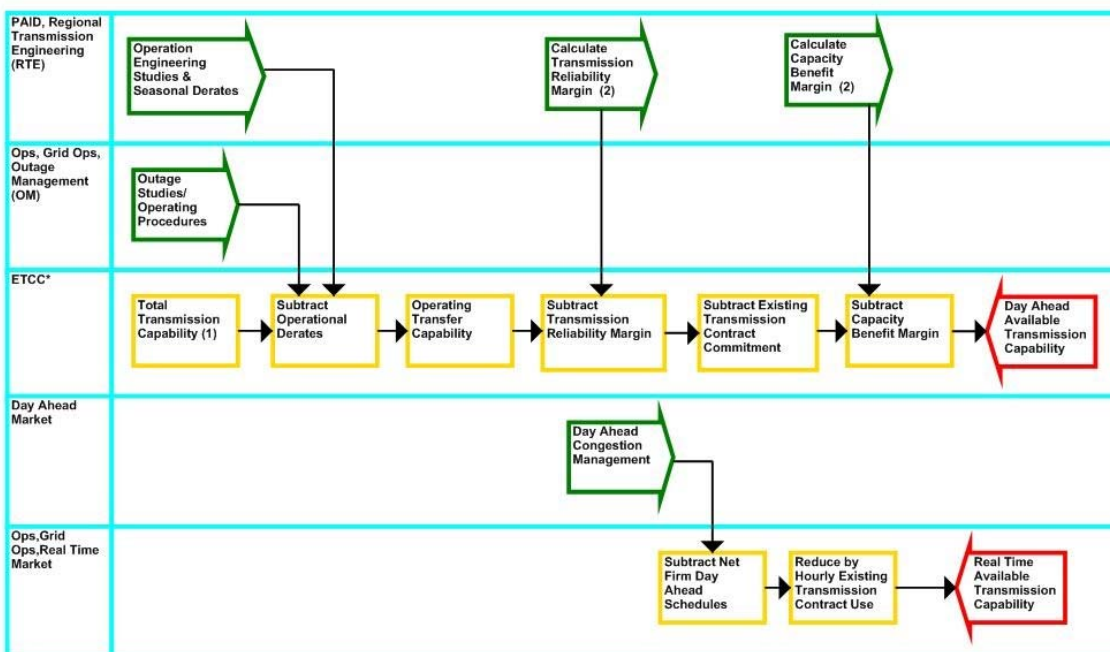 PAID, Regional
Transmission
Engineering
(RTE)
Operation
Engineering
Studies &
Seasonal Derates
Calculate
Transmission
Reliability
Margin (2)
Calculate
Capacity
Benefit
Margin (2)
Ops, Grid Ops,
Outage
Management
(OM)
Outage
Studies/
Operating
Procedures
ETCC*
Total
Transmission
Capability (1)
Subtract
Operational
Derates
Operating
Transfer
Capability
Subtract
Transmission
Reliability Margin
Subtract Existing
Transmission
Contract
Commitment
Subtract
Capacity
Benefit Margin
Day Ahead
Available
Transmission
Capability
Day Ahead
Market
Day Ahead
Congestion
Management
Ops,Grid
Ops,Real Time
Market
Subtract Net
Firm Day
Ahead
Schedules
Reduce by
Hourly Existing
Transmission
Contract Use
Real Time
Available
Transmission
Capability